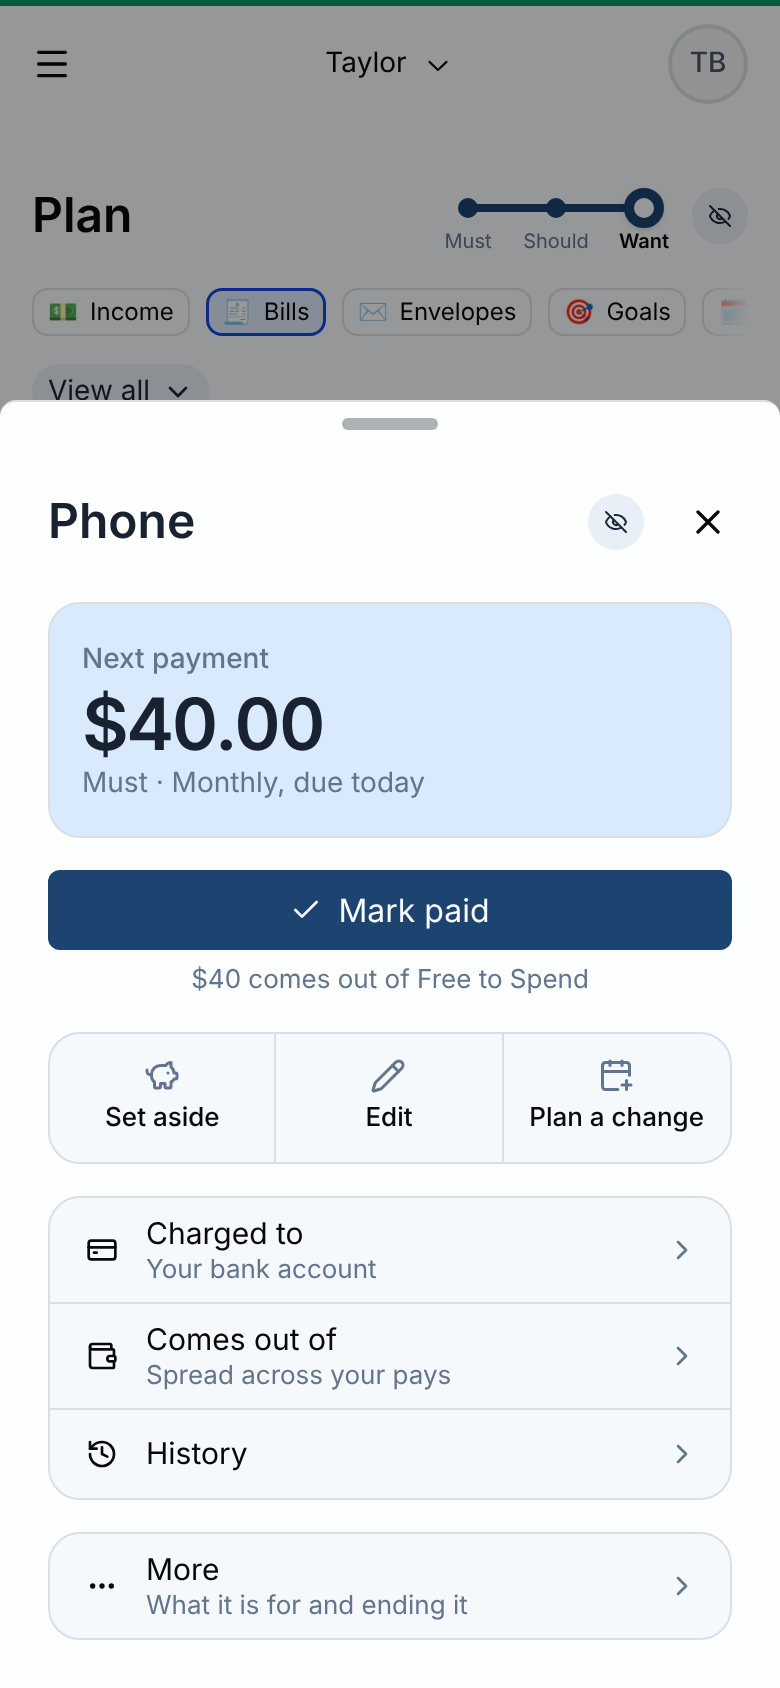 Taylor
TB
Plan
Must
Should
Want
Income
Bills
Envelopes
Goals
View all
Phone
Next payment
$40.00
Must · Monthly, due today
Mark paid
$40 comes out of Free to Spend
Set aside
Edit
Plan a change
Charged to
Your bank account
Comes out of
Spread across your pays
History
More
What it is for and ending it